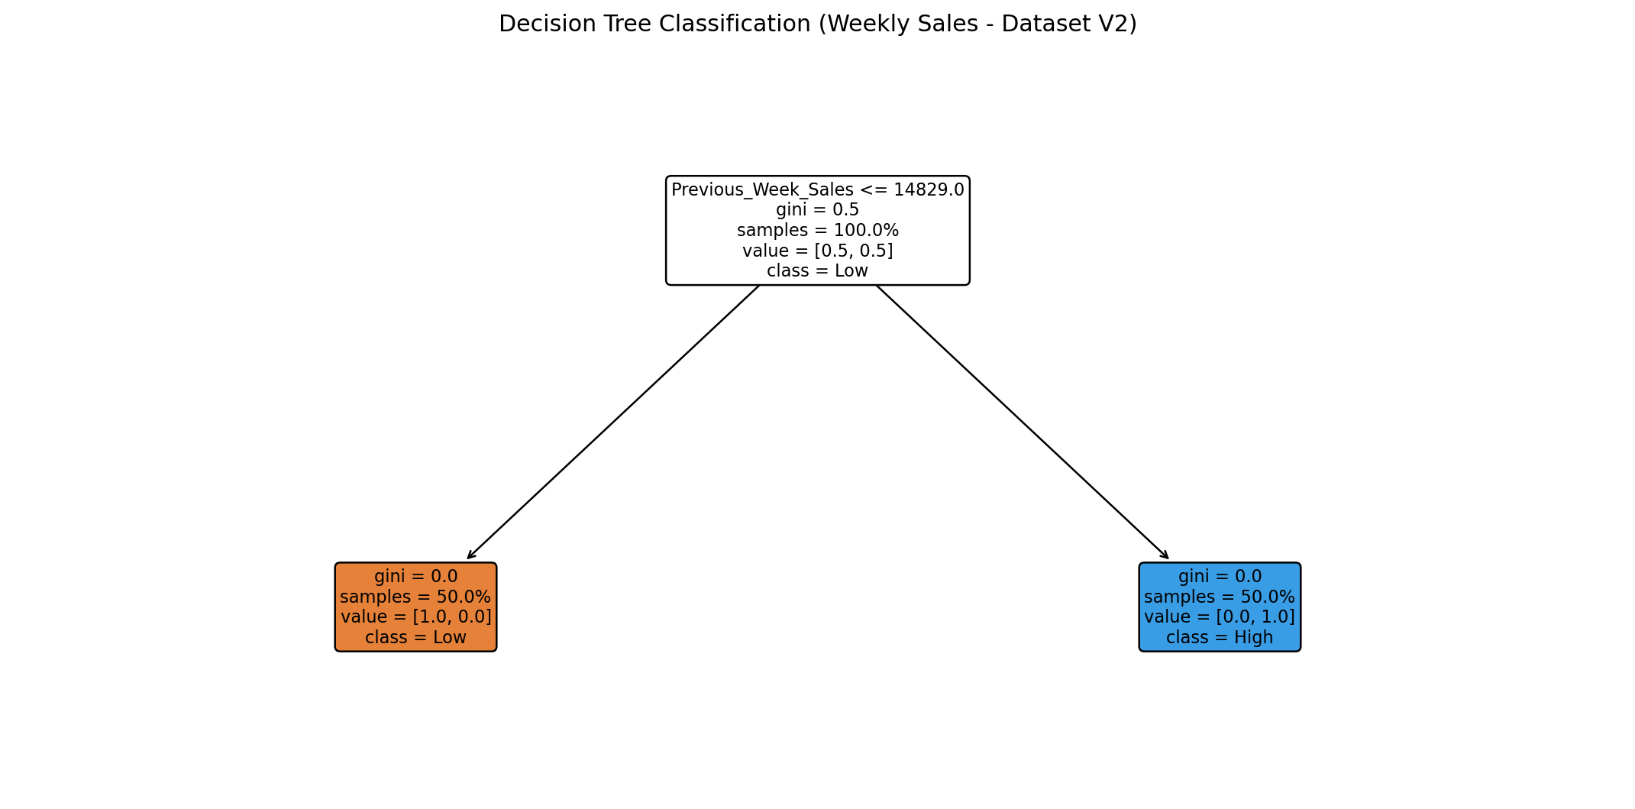 Decision Tree Classification (Weekly Sales - Dataset V2)
Previous_Week_Sales <= 14829.0
gini = 0.5
samples = 100.0%
value = [0.5, 0.5]
class = Low
gini = 0.0
samples = 50.0%
value = [1.0, 0.0]
class = Low
gini = 0.0
samples = 50.0%
value = [0.0, 1.0]
class = High